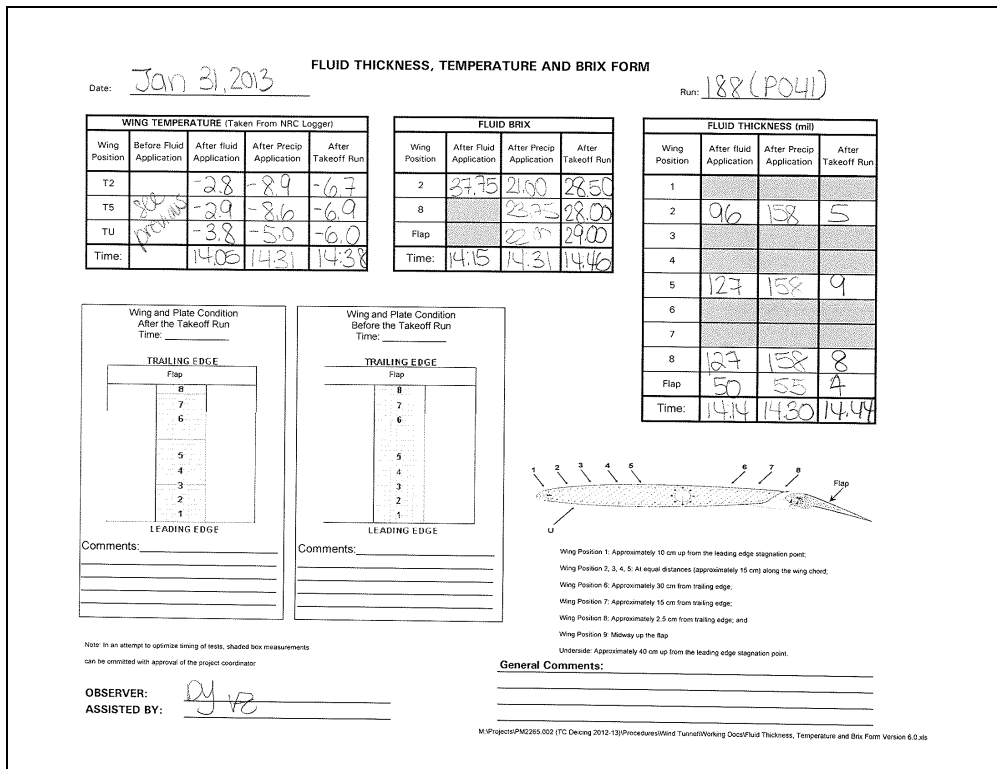 FLUID THICKNESS, TEMPERATURE AND BRIX FORM
Date: Jan 31, 2013
Run: 188 (PO41)
WING TEMPERATURE (Taken From NRC Logger)
Wing Position Before Fluid Application After fluid Application After Precip Application After Takeoff Run
T2 -2.8 -8.9 -6.7
T5 see previous -2.9 -8.6 -6.9
TU -3.8 -5.0 -6.0
Time: 14:05 14:31 14:38
FLUID BRIX
Wing Position After Fluid Application After Precip Application After Takeoff Run
2 37.75 21.00 28.50
8 23.75 28.00
Flap 29.00
Time: 14:15 14:31 14:46
FLUID THICKNESS (mil)
Wing Position After fluid Application After Precip Application After Takeoff Run
1
2 96 158 5
3
4
5 127 158 9
6
7
8 127 158 8
Flap 50 55 4
Time: 14:14 14:30 14:44
Wing and Plate Condition
After the Takeoff Run
Time:
TRAILING EDGE
Flap
8
7
6
5
4
3
2
1
LEADING EDGE
Comments:
Wing and Plate Condition
Before the Takeoff Run
Time:
TRAILING EDGE
Flap
8
7
6
5
4
3
2
1
LEADING EDGE
Comments:
1 2 3 4 5 6 7 8
Flap
U
Wing Position 1: Approximately 10 cm up from the leading edge stagnation point;
Wing Position 2, 3, 4, 5: At equal distances (approximately 15 cm) along the wing chord;
Wing Position 6: Approximately 30 cm from trailing edge;
Wing Position 7: Approximately 15 cm from trailing edge;
Wing Position 8: Approximately 2.5 cm from trailing edge; and
Wing Position 9: Midway up the flap
Underside: Approximately 40 cm up from the leading edge stagnation point.
Note: In an attempt to optimize timing of tests, shaded box measurements
can be ommitted with approval of the project coordinator
General Comments:
OBSERVER: DY
ASSISTED BY:
M:\Projects\PM2265.002 (TC Deicing 2012-13)\Procedures\Wind Tunnel\Working Docs\Fluid Thickness, Temperature and Brix Form Version 6.0.xls